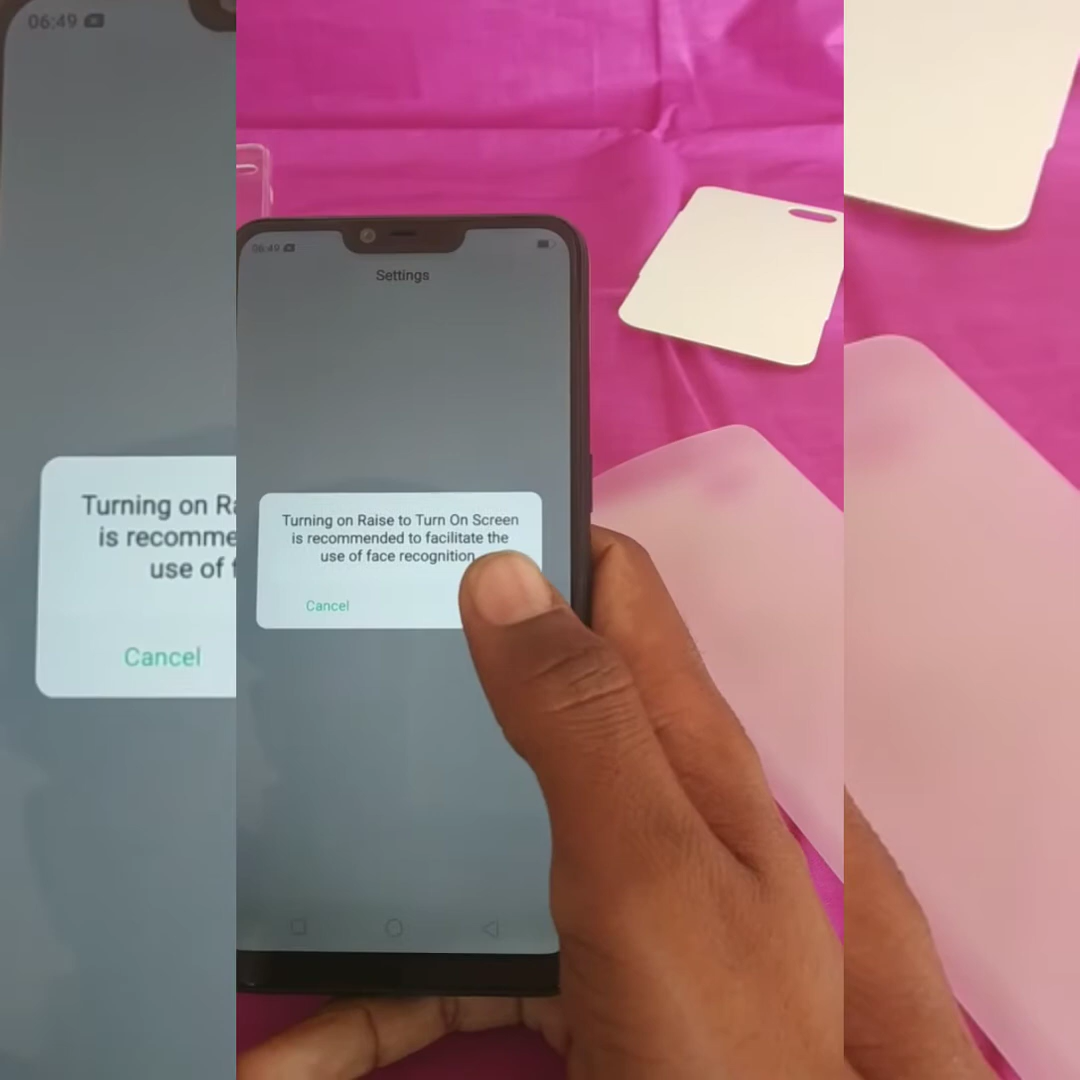 06:49
Turning on Ra
is recomme
use of f
Cancel
06:49
Settings
Turning on Raise to Turn On Screen
is recommended to facilitate the
use of face recognition
Cancel